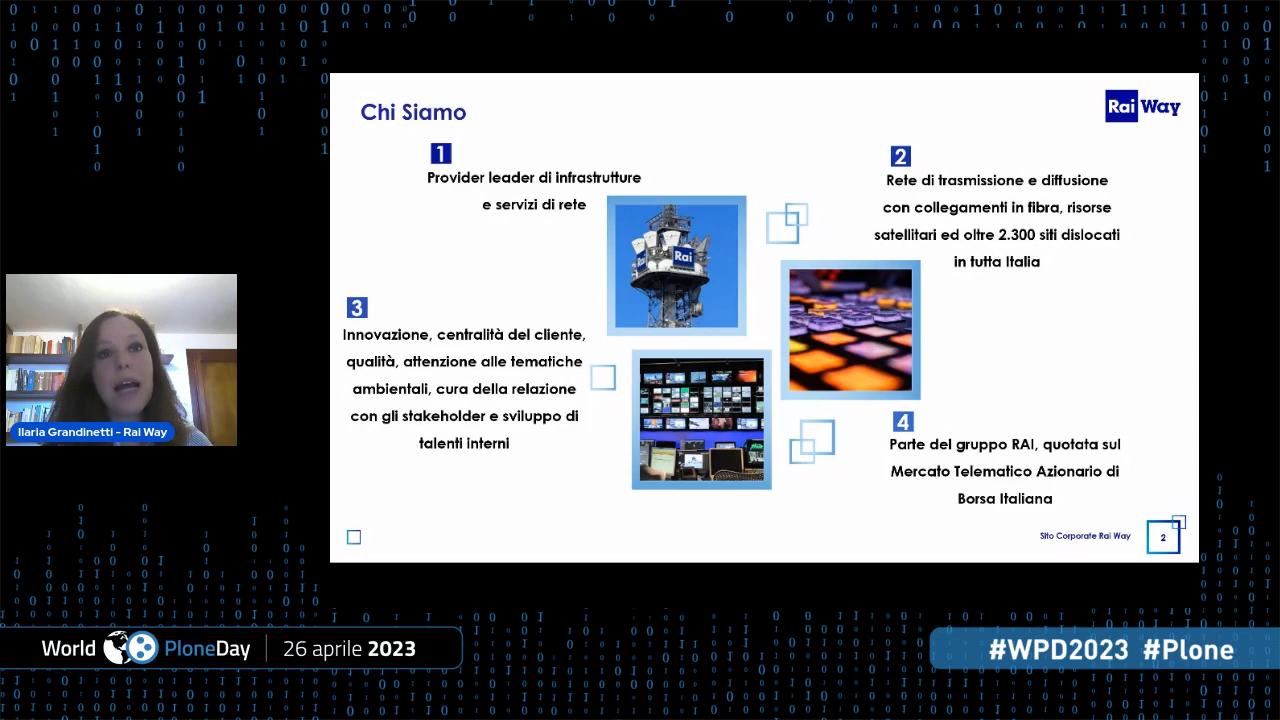 Chi Siamo
Rai Way
1
Provider leader di infrastrutture
e servizi di rete
2
Rete di trasmissione e diffusione
con collegamenti in fibra, risorse
satellitari ed oltre 2.300 siti dislocati
in tutta Italia
Rai
Rai
3
Innovazione, centralità del cliente,
qualità, attenzione alle tematiche
ambientali, cura della relazione
con gli stakeholder e sviluppo di
talenti interni
4
Parte del gruppo RAI, quotata sul
Mercato Telematico Azionario di
Borsa Italiana
Sito Corporate Rai Way
2
Ilaria Grandinetti - Rai Way
World PloneDay
26 aprile 2023
#WPD2023 #Plone